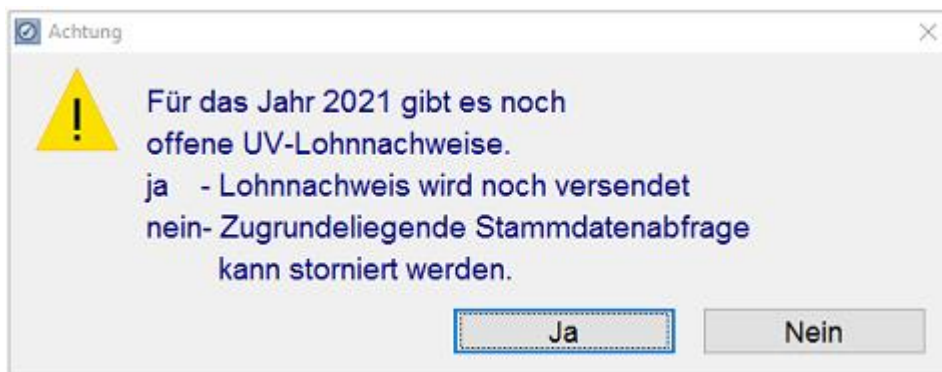 Achtung
Für das Jahr 2021 gibt es noch
offene UV-Lohnnachweise.
ja - Lohnnachweis wird noch versendet
nein- Zugrundeliegende Stammdatenabfrage
kann storniert werden.
Ja Nein